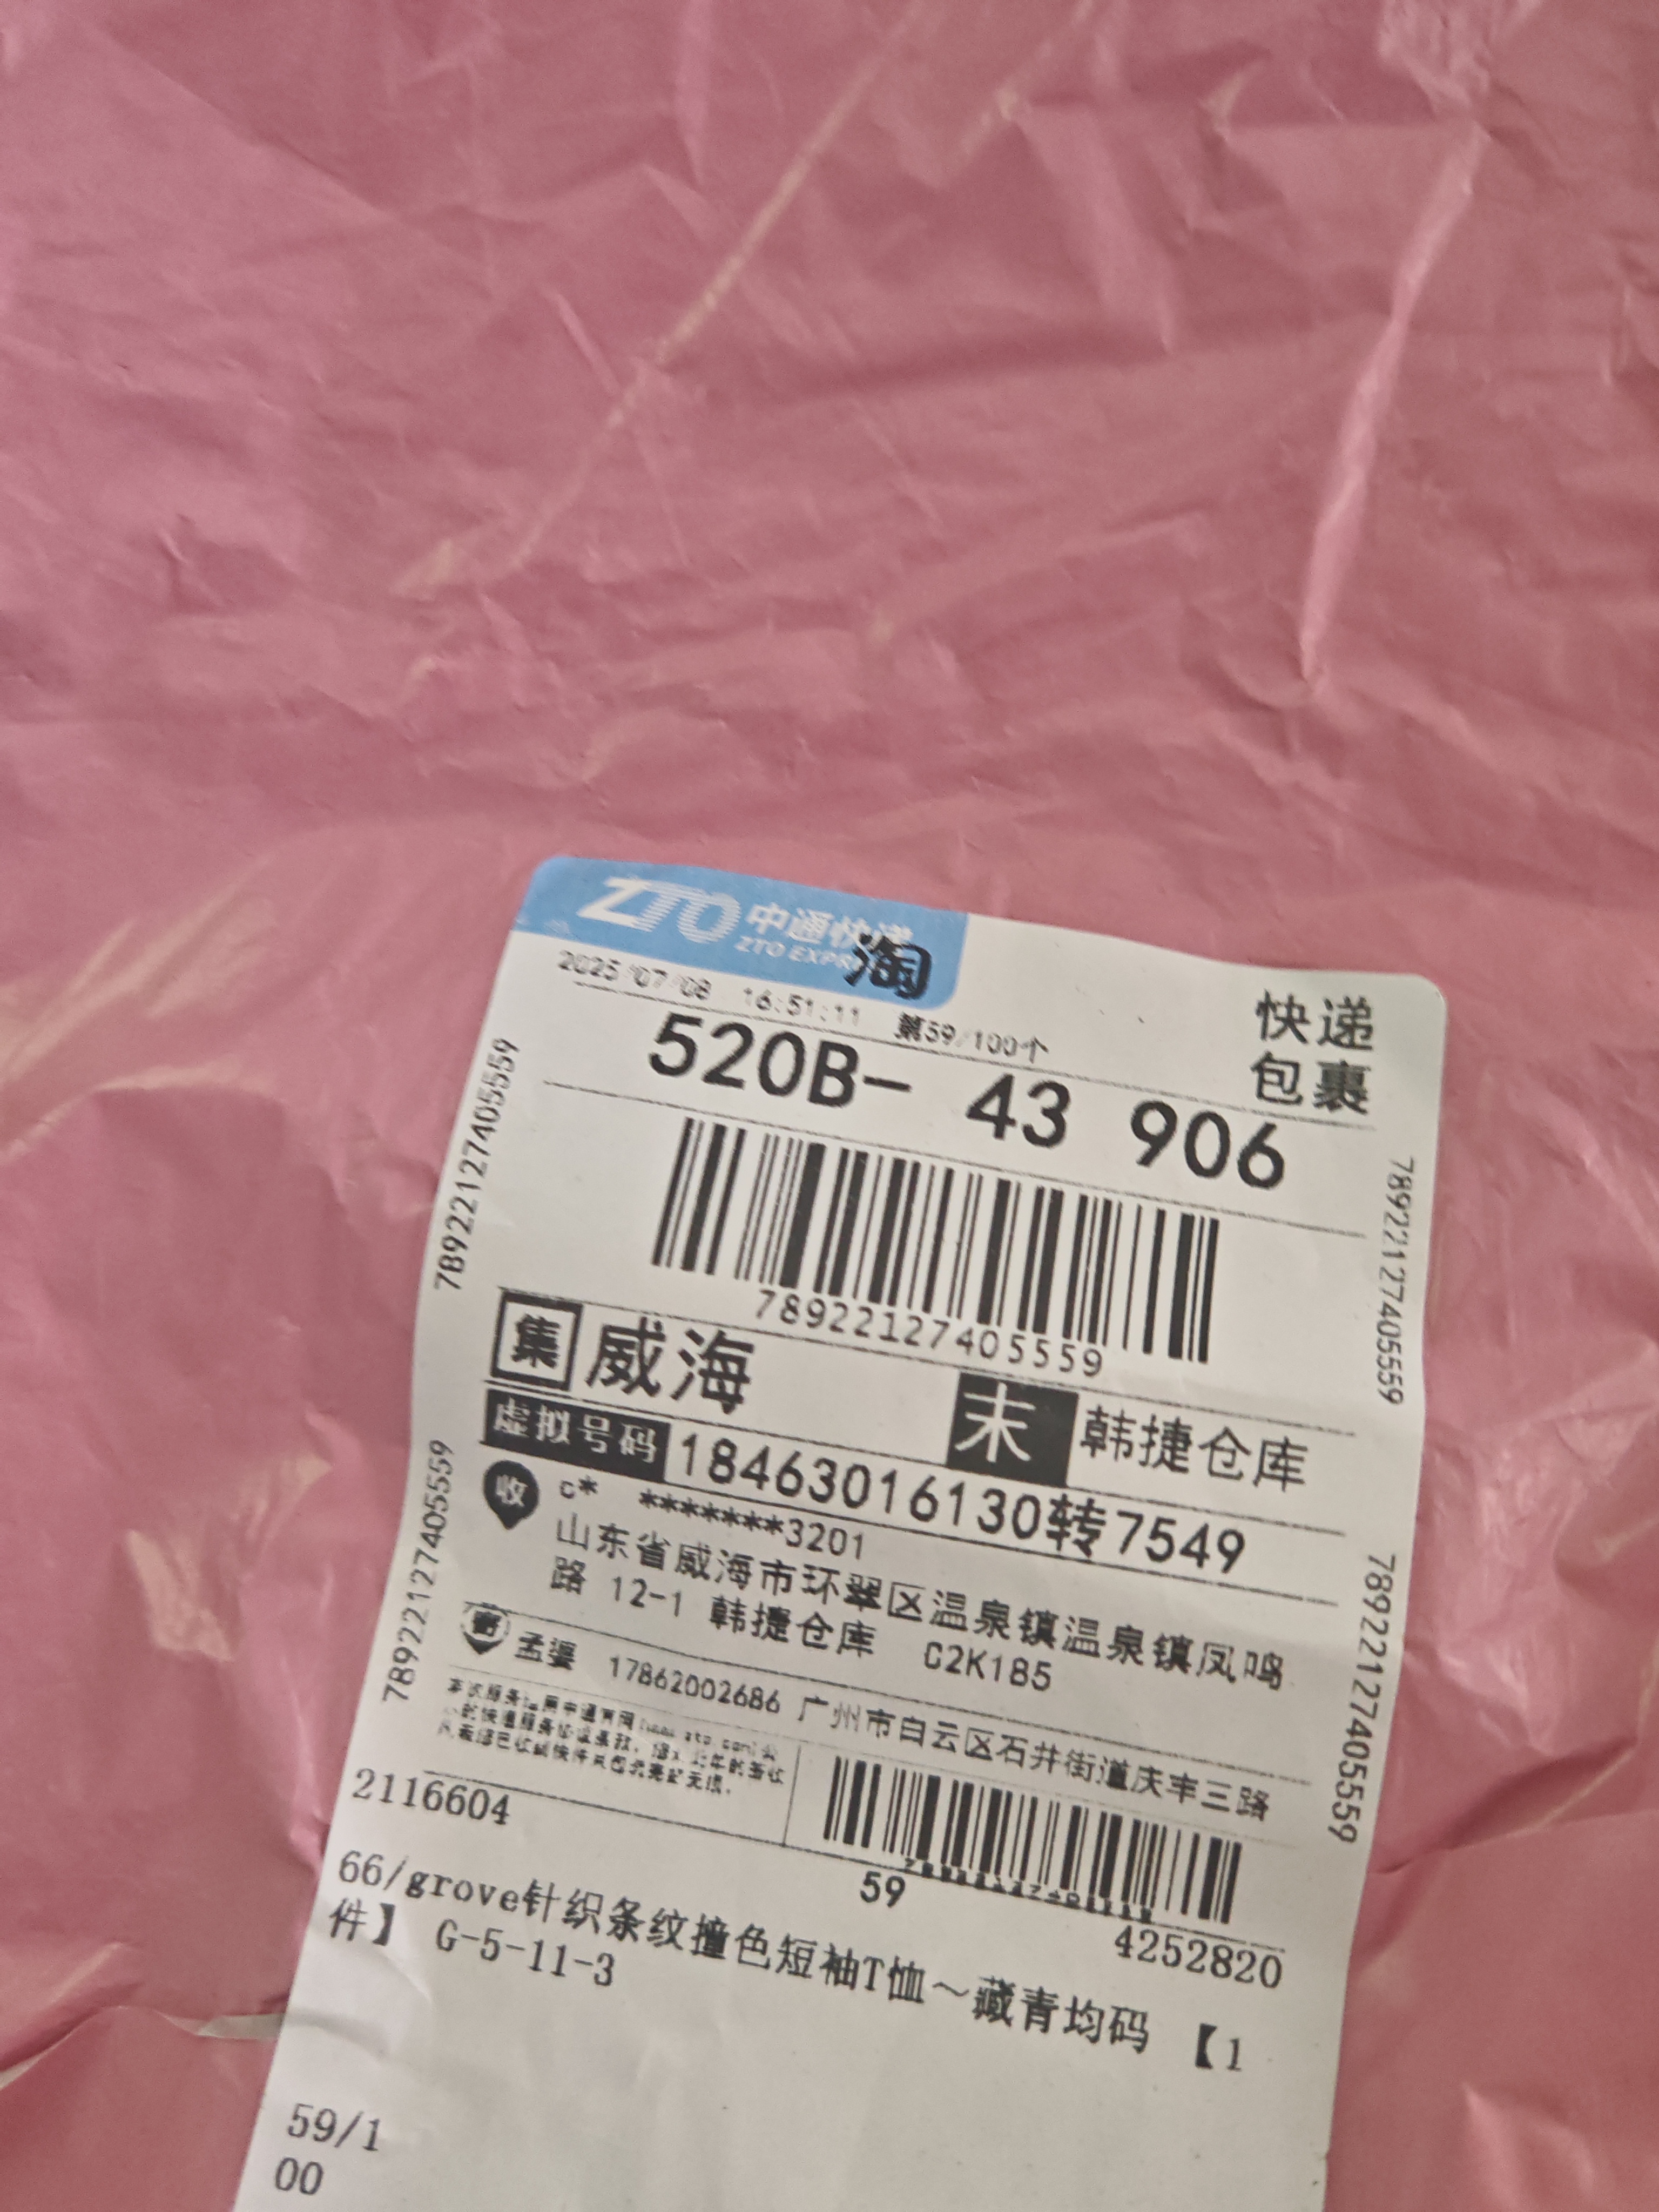 ZTO 中通快递
ZTO EXPR
淘
2025/07/08 16:51:11 第59/100个
快递
包裹
520B- 43 906
78922127405559
78922127405559
78922127405559
集 威海
末 韩捷仓库
虚拟号码 18463016130转7549
收 c* *******3201
山东省威海市环翠区温泉镇温泉镇凤鸣
路 12-1 韩捷仓库 C2K185
寄 孟 17862002686 广州市白云区石井街道庆丰三路
78922127405559
78922127405559
2116604
59
4252820
66/grove针织条纹撞色短袖T恤~藏青均码 【1
件】 G-5-11-3
59/1
00